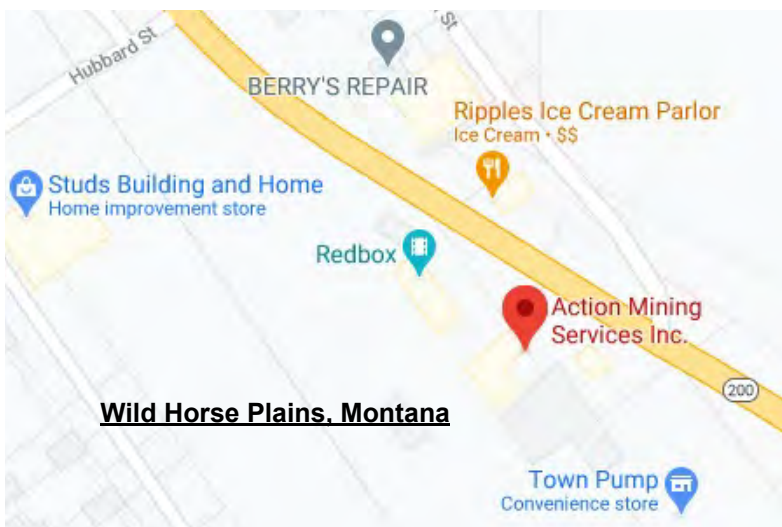 Hubbard St
St
BERRY'S REPAIR
Ripples Ice Cream Parlor
Ice Cream • $$
Studs Building and Home
Home improvement store
Redbox
Action Mining
Services Inc.
200
Wild Horse Plains, Montana
Town Pump
Convenience store